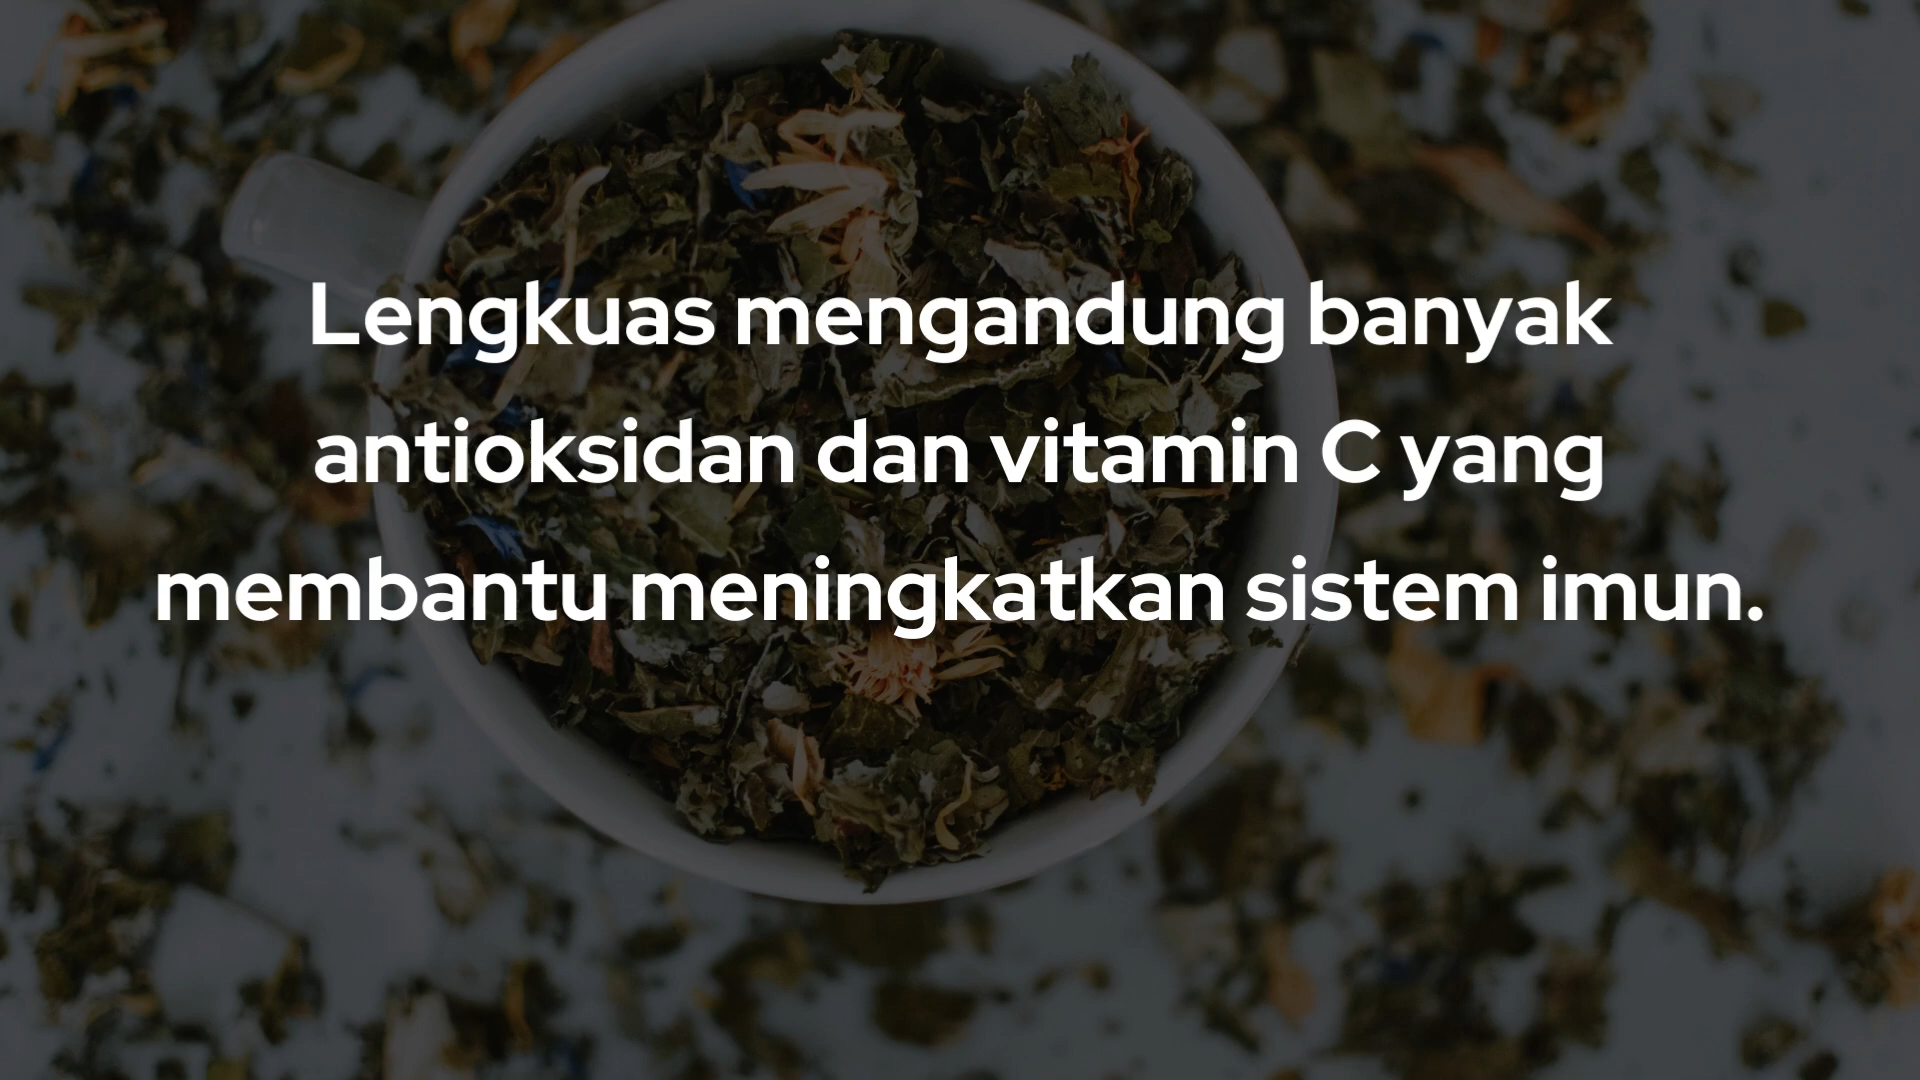 Lengkuas mengandung banyak
antioksidan dan vitamin C yang
membantu meningkatkan sistem imun.